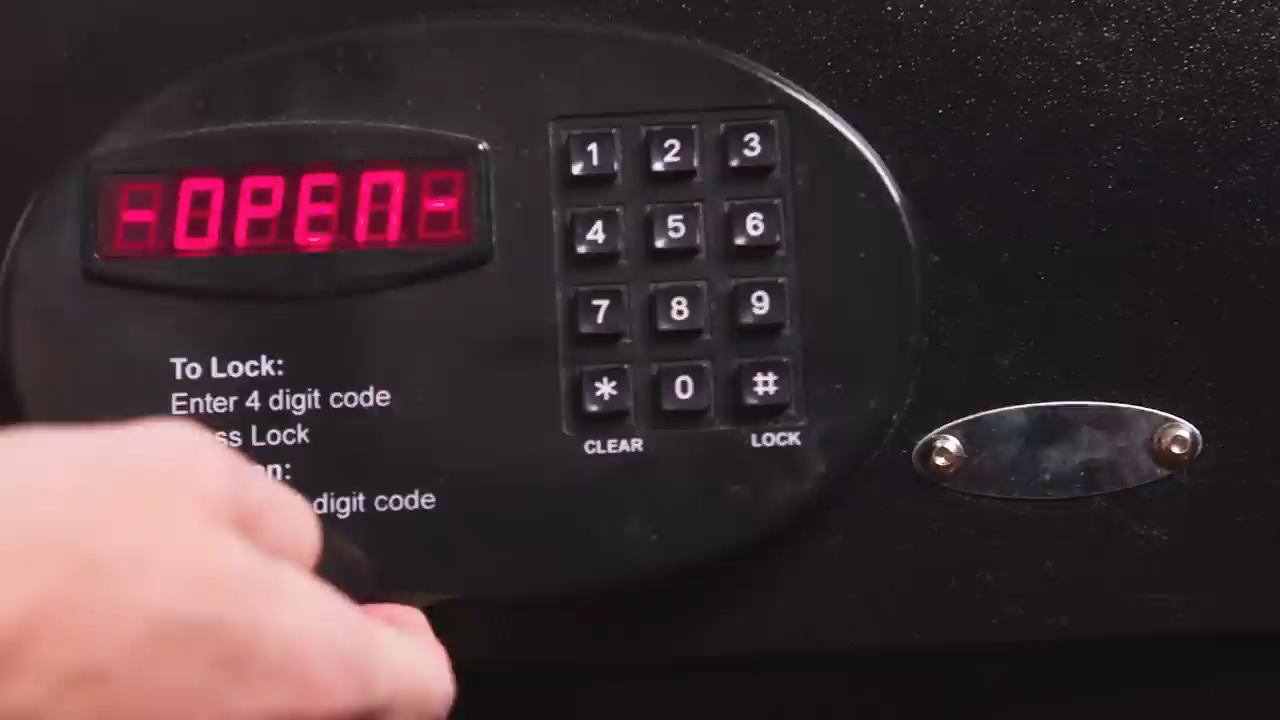 -OPEN-
1 2 3
4 5 6
7 8 9
* 0 #
CLEAR LOCK
To Lock:
Enter 4 digit code
Lock
digit code